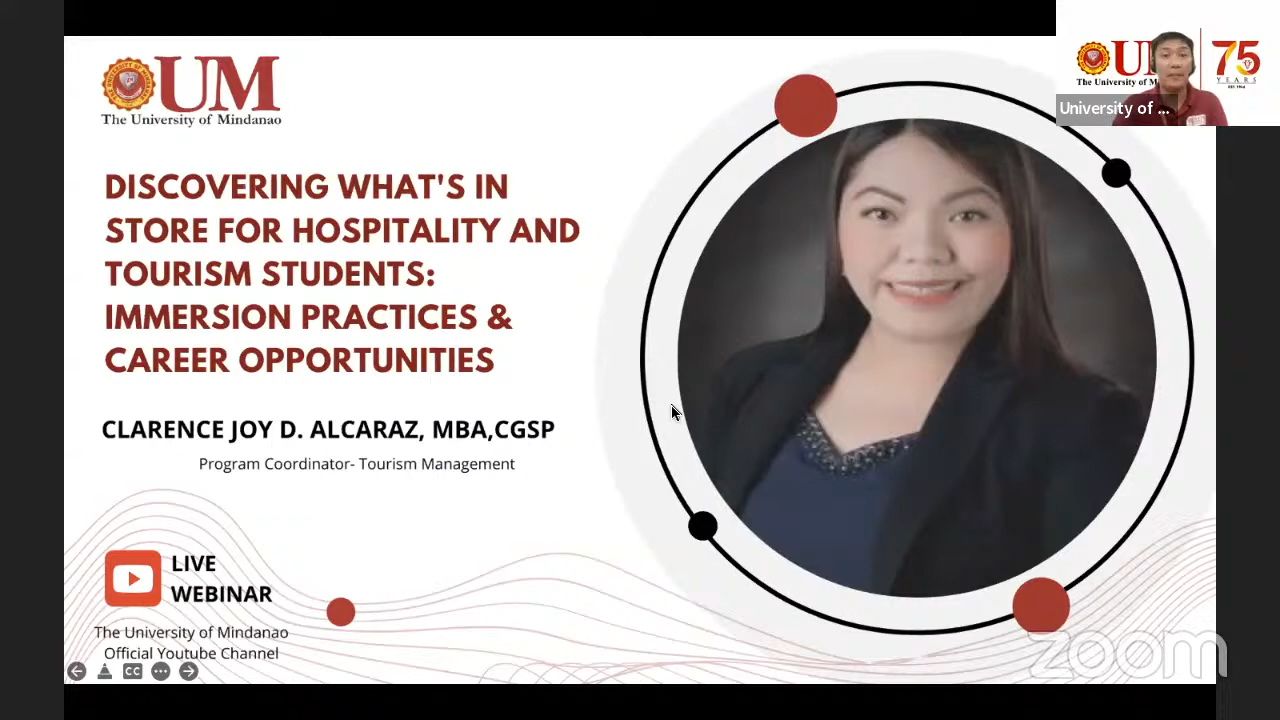 UM
The University of Mindanao
DISCOVERING WHAT'S IN
STORE FOR HOSPITALITY AND
TOURISM STUDENTS:
IMMERSION PRACTICES &
CAREER OPPORTUNITIES
CLARENCE JOY D. ALCARAZ, MBA,CGSP
Program Coordinator- Tourism Management
LIVE
WEBINAR
The University of Mindanao
Official Youtube Channel
CC
zoom
75
YEARS
The University of M
University of ...